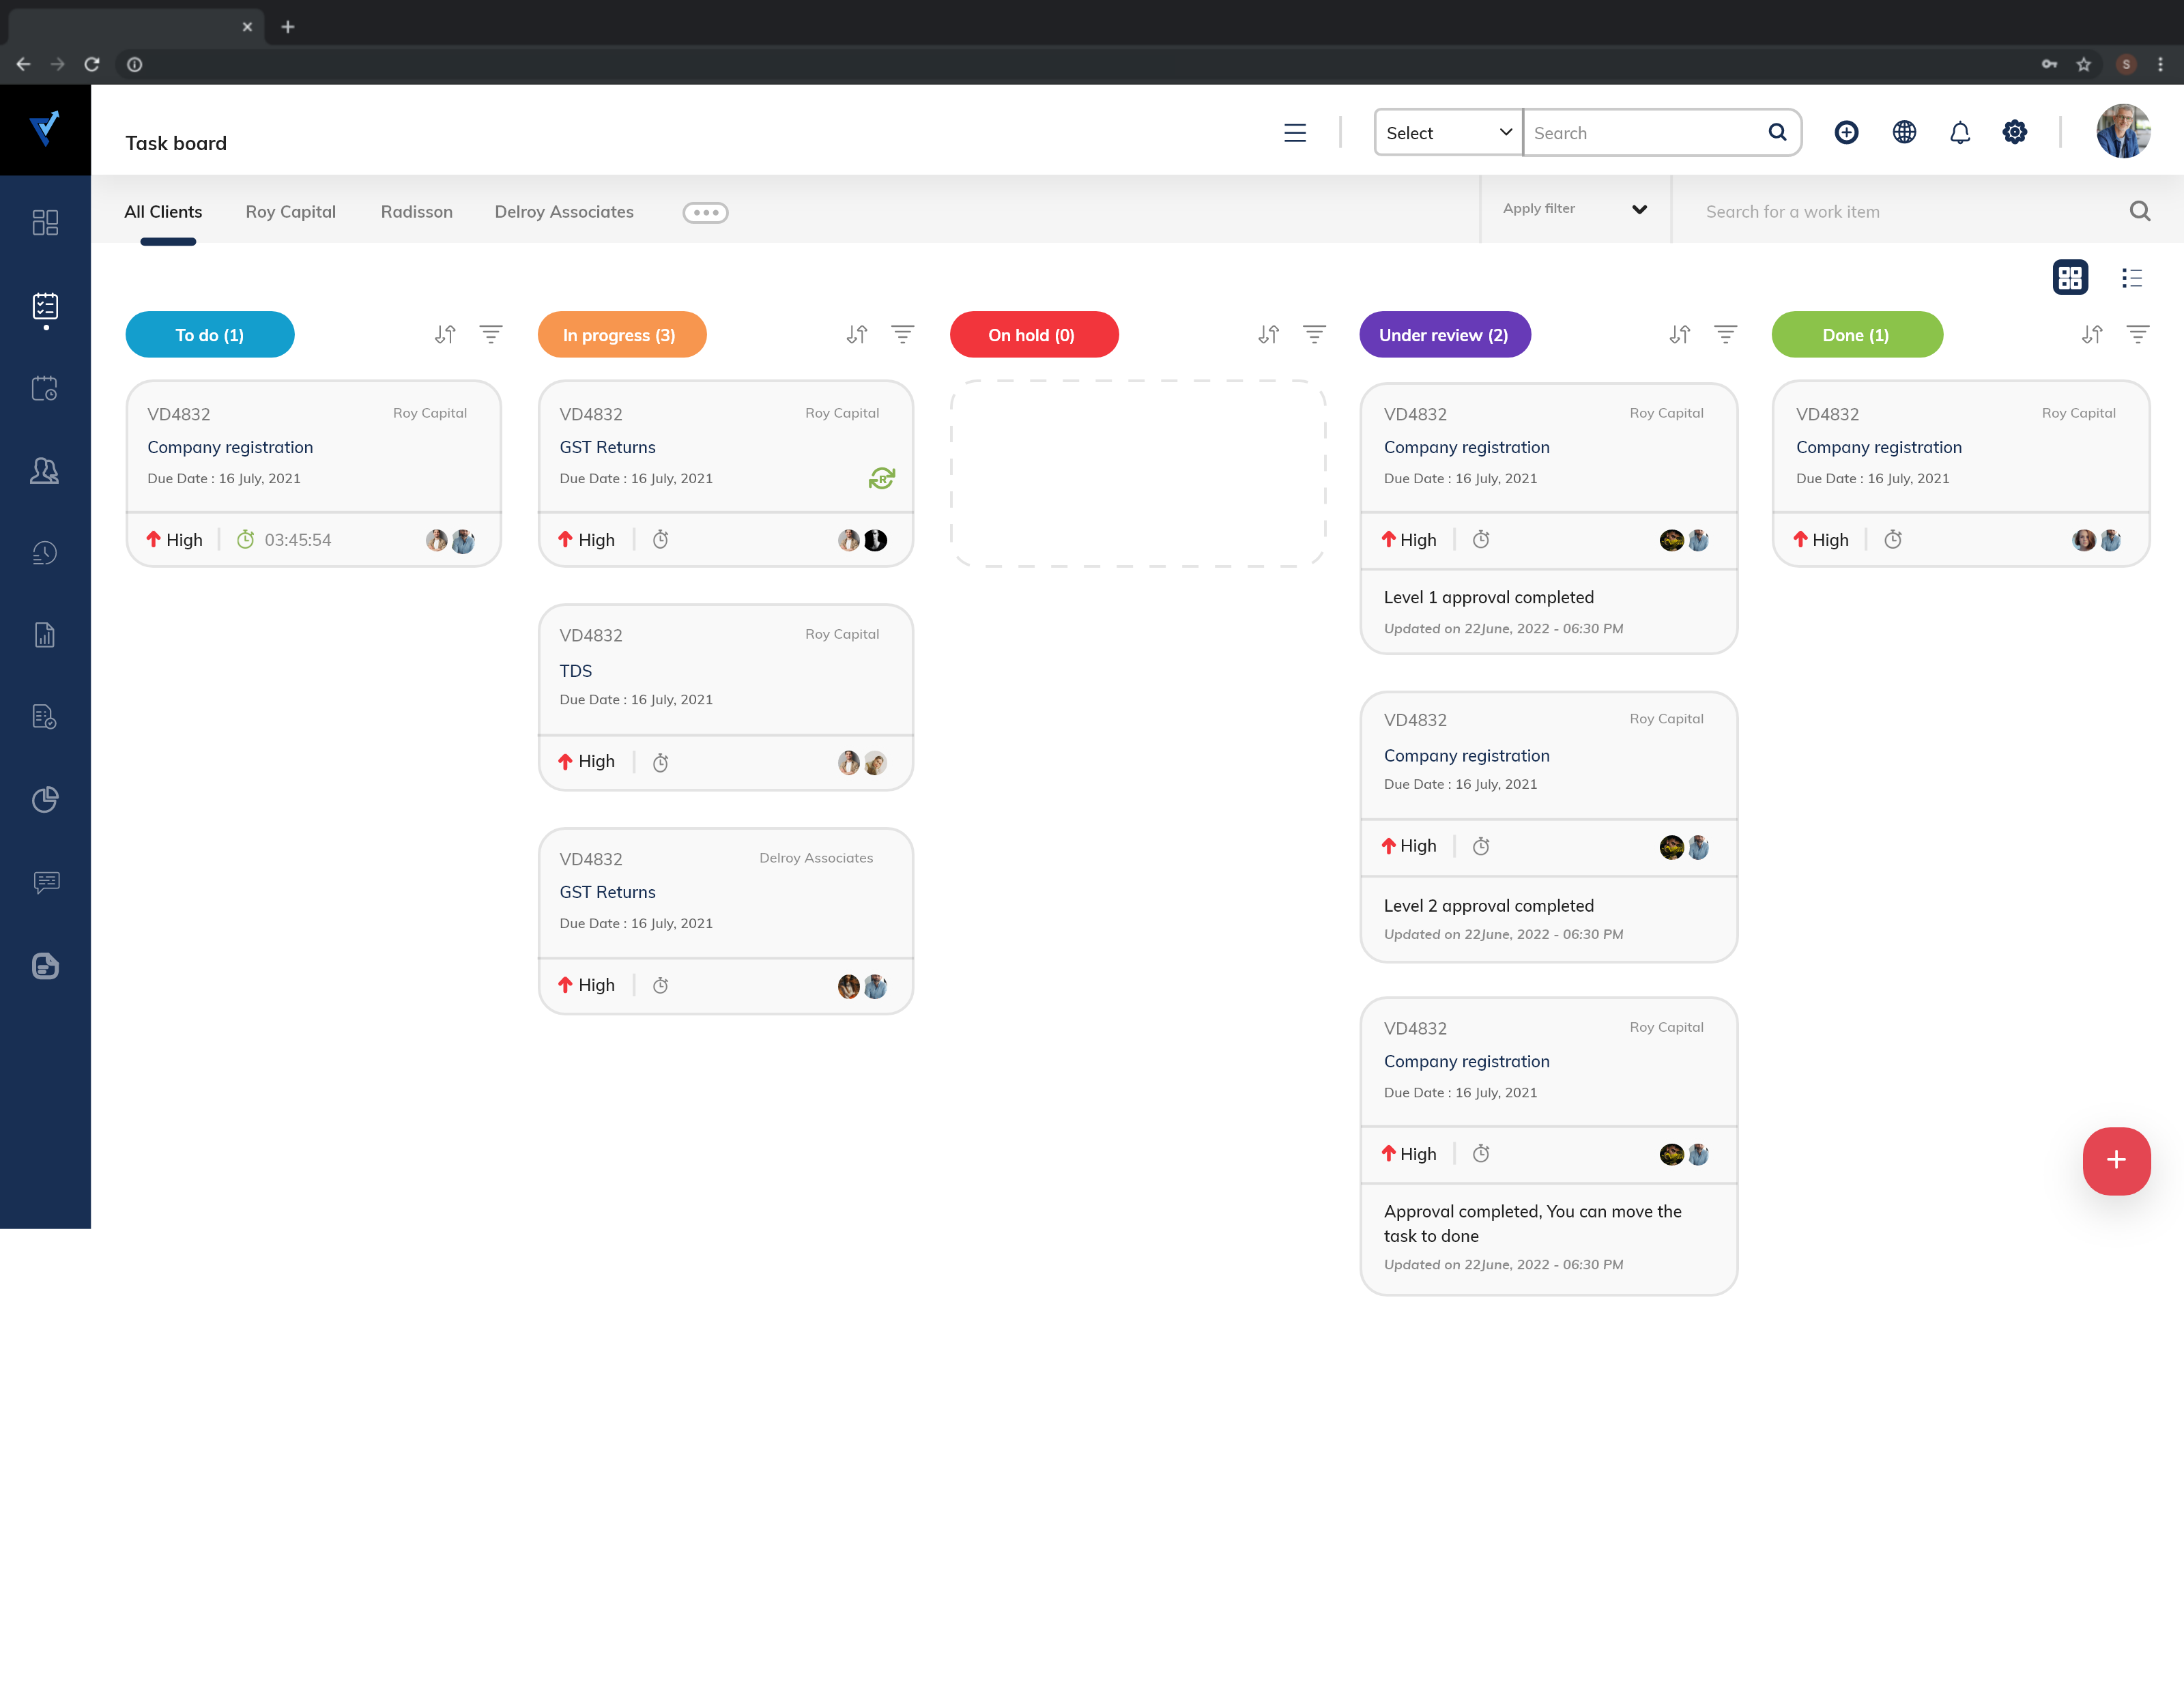 S
Task board
Select
Search
All Clients
Roy Capital
Radisson
Delroy Associates
Apply filter
Search for a work item
To do (1)
VD4832
Roy Capital
Company registration
Due Date : 16 July, 2021
High
03:45:54
In progress (3)
VD4832
Roy Capital
GST Returns
Due Date : 16 July, 2021
R
High
VD4832
Roy Capital
TDS
Due Date : 16 July, 2021
High
VD4832
Delroy Associates
GST Returns
Due Date : 16 July, 2021
High
On hold (0)
Under review (2)
VD4832
Roy Capital
Company registration
Due Date : 16 July, 2021
High
Level 1 approval completed
Updated on 22June, 2022 - 06:30 PM
VD4832
Roy Capital
Company registration
Due Date : 16 July, 2021
High
Level 2 approval completed
Updated on 22June, 2022 - 06:30 PM
VD4832
Roy Capital
Company registration
Due Date : 16 July, 2021
High
Approval completed, You can move the
task to done
Updated on 22June, 2022 - 06:30 PM
Done (1)
VD4832
Roy Capital
Company registration
Due Date : 16 July, 2021
High